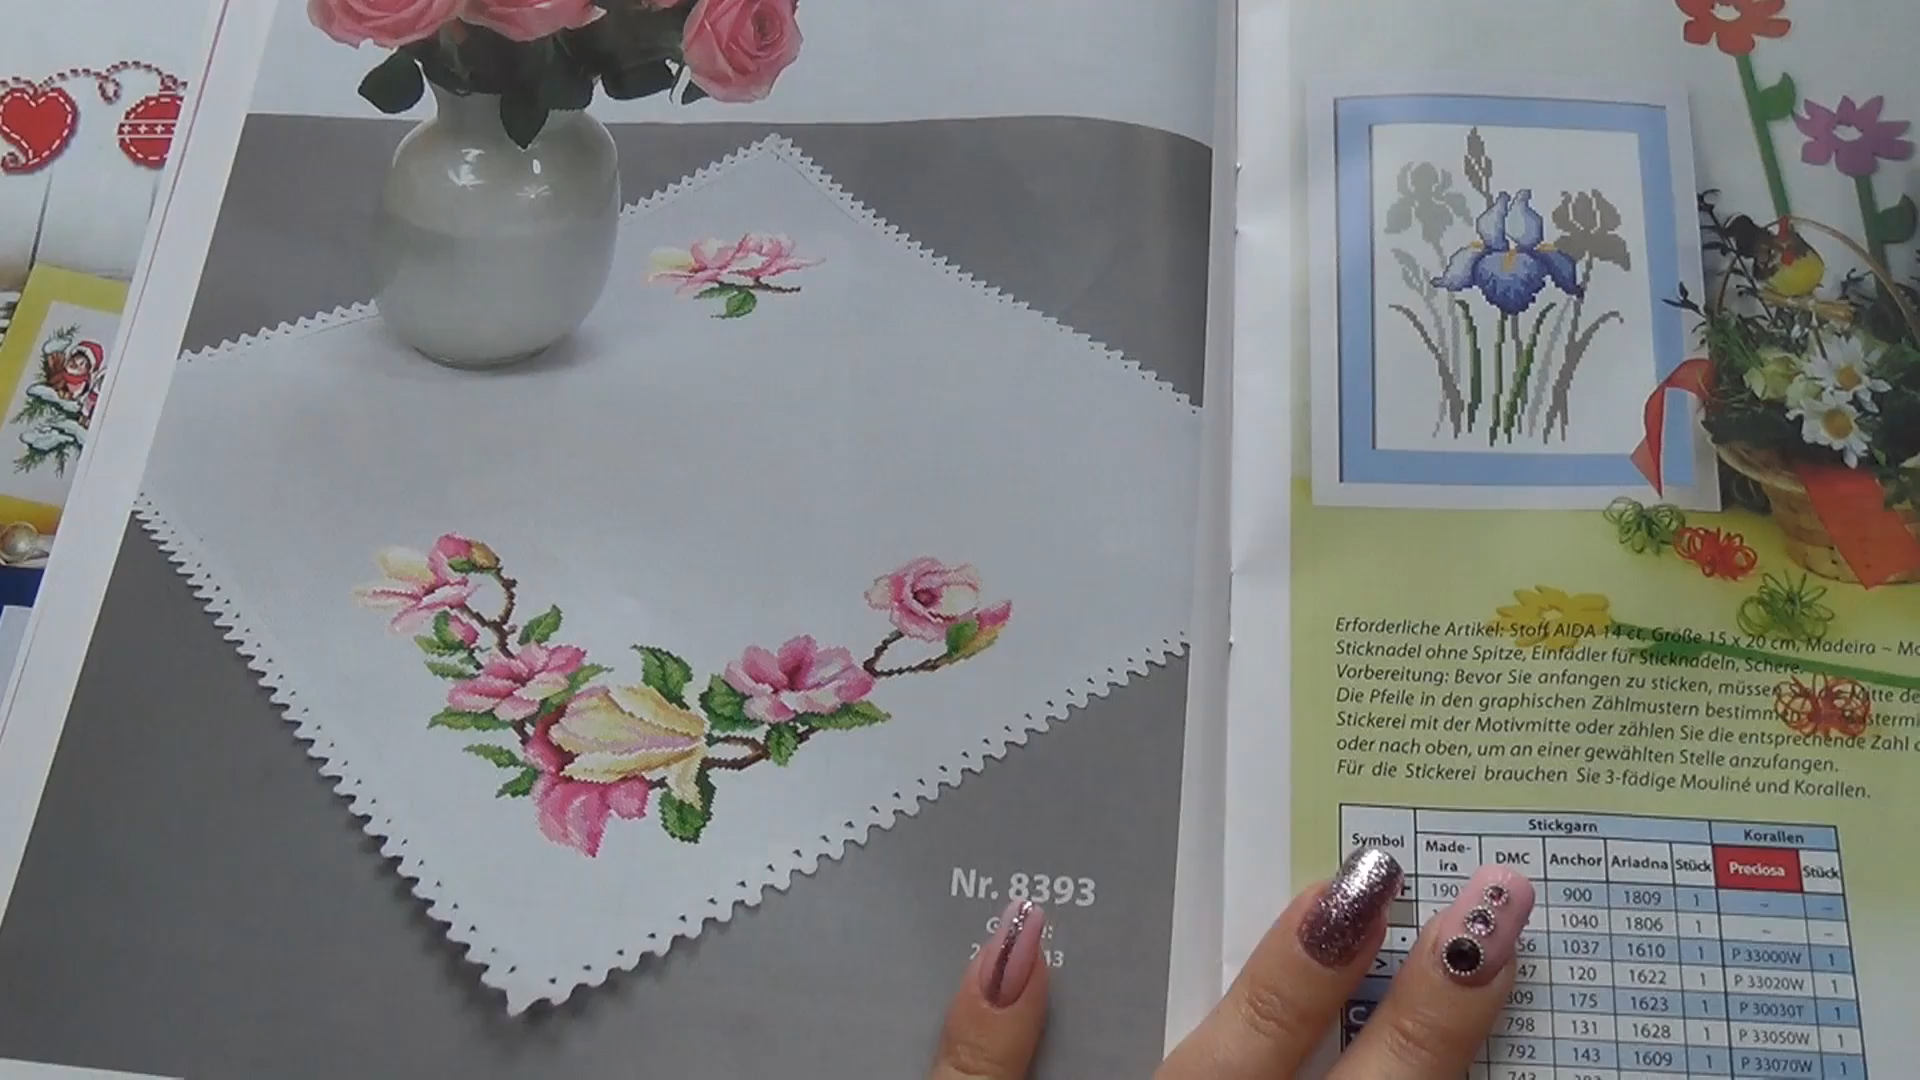 Nr. 8393
Erforderliche Artikel: Stoff AIDA 14 ct, Größe 15 x 20 cm, Madeira –
Sticknadel ohne Spitze, Einfädler für Sticknadeln, Schere.
Vorbereitung: Bevor Sie anfangen zu sticken, müssen
Die Pfeile in den graphischen Zählmustern bestimmen
Stickerei mit der Motivmitte oder zählen Sie die entsprechende Zahl
oder nach oben, um an einer gewählten Stelle anzufangen.
Für die Stickerei brauchen Sie 3-fädige Mouliné und Korallen.
Symbol Stickgarn Korallen
Made-ira DMC Anchor Ariadna Stück Preciosa Stück
900 1809 1 – –
1040 1806 1 – –
1037 1610 1 P 33000W 1
120 1622 1 P 33020W 1
175 1623 1 P 30030T 1
798 131 1628 1 P 33050W 1
792 143 1609 1 P 33070W 1